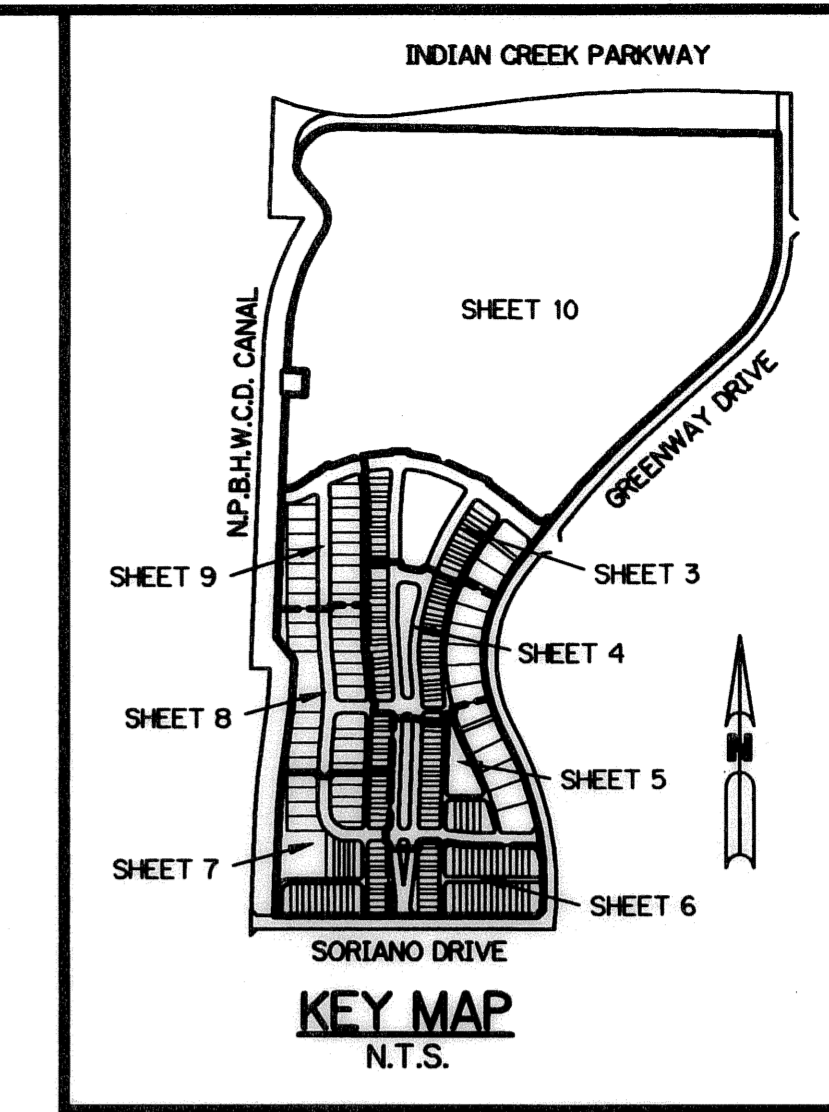 INDIAN CREEK PARKWAY
SHEET 10
N.P.B.H.W.C.D. CANAL
GREENWAY DRIVE
SHEET 9
SHEET 3
SHEET 4
SHEET 8
N
SHEET 5
SHEET 7
SHEET 6
SORIANO DRIVE
KEY MAP
N.T.S.